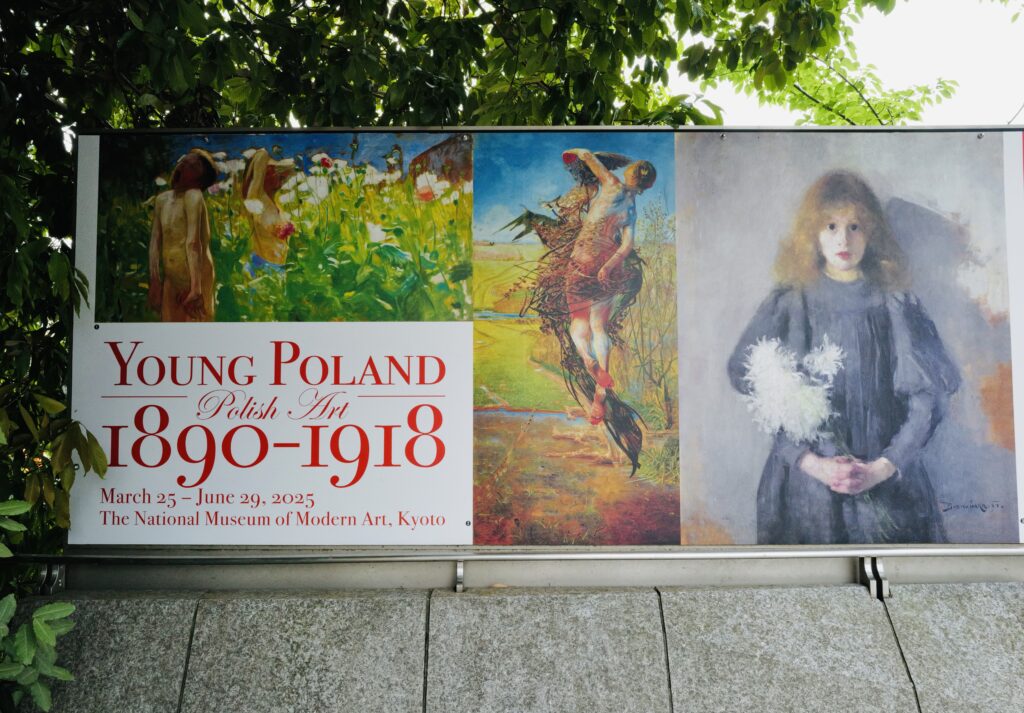 YOUNG POLAND
Polish Art
1890–1918
March 25 – June 29, 2025
The National Museum of Modern Art, Kyoto